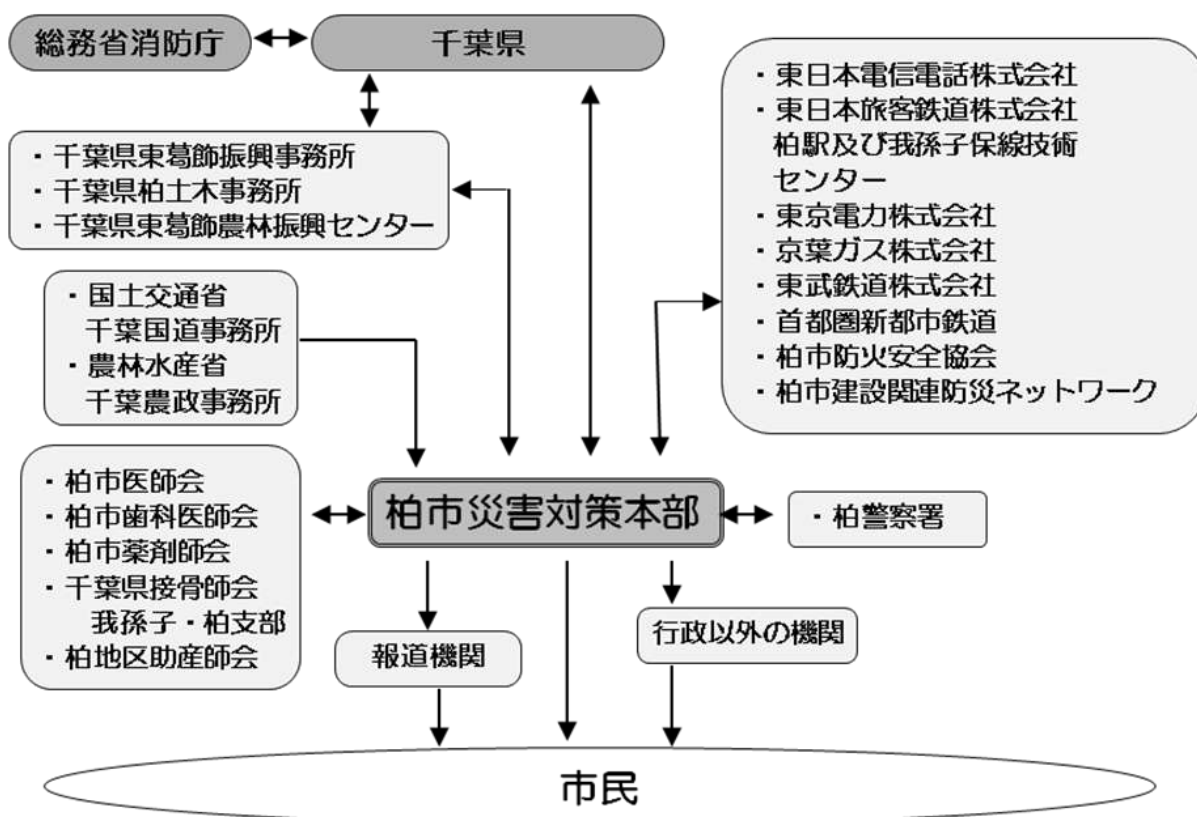 総務省消防庁
千葉県
・千葉県東葛飾振興事務所
・千葉県柏土木事務所
・千葉県東葛飾農林振興センター
・東日本電信電話株式会社
・東日本旅客鉄道株式会社
柏駅及び我孫子保線技術
センター
・東京電力株式会社
・京葉ガス株式会社
・東武鉄道株式会社
・首都圏新都市鉄道
・柏市防火安全協会
・柏市建設関連防災ネットワーク
・国土交通省
千葉国道事務所
・農林水産省
千葉農政事務所
・柏市医師会
・柏市歯科医師会
・柏市薬剤師会
・千葉県接骨師会
我孫子・柏支部
・柏地区助産師会
柏市災害対策本部
・柏警察署
報道機関
行政以外の機関
市民